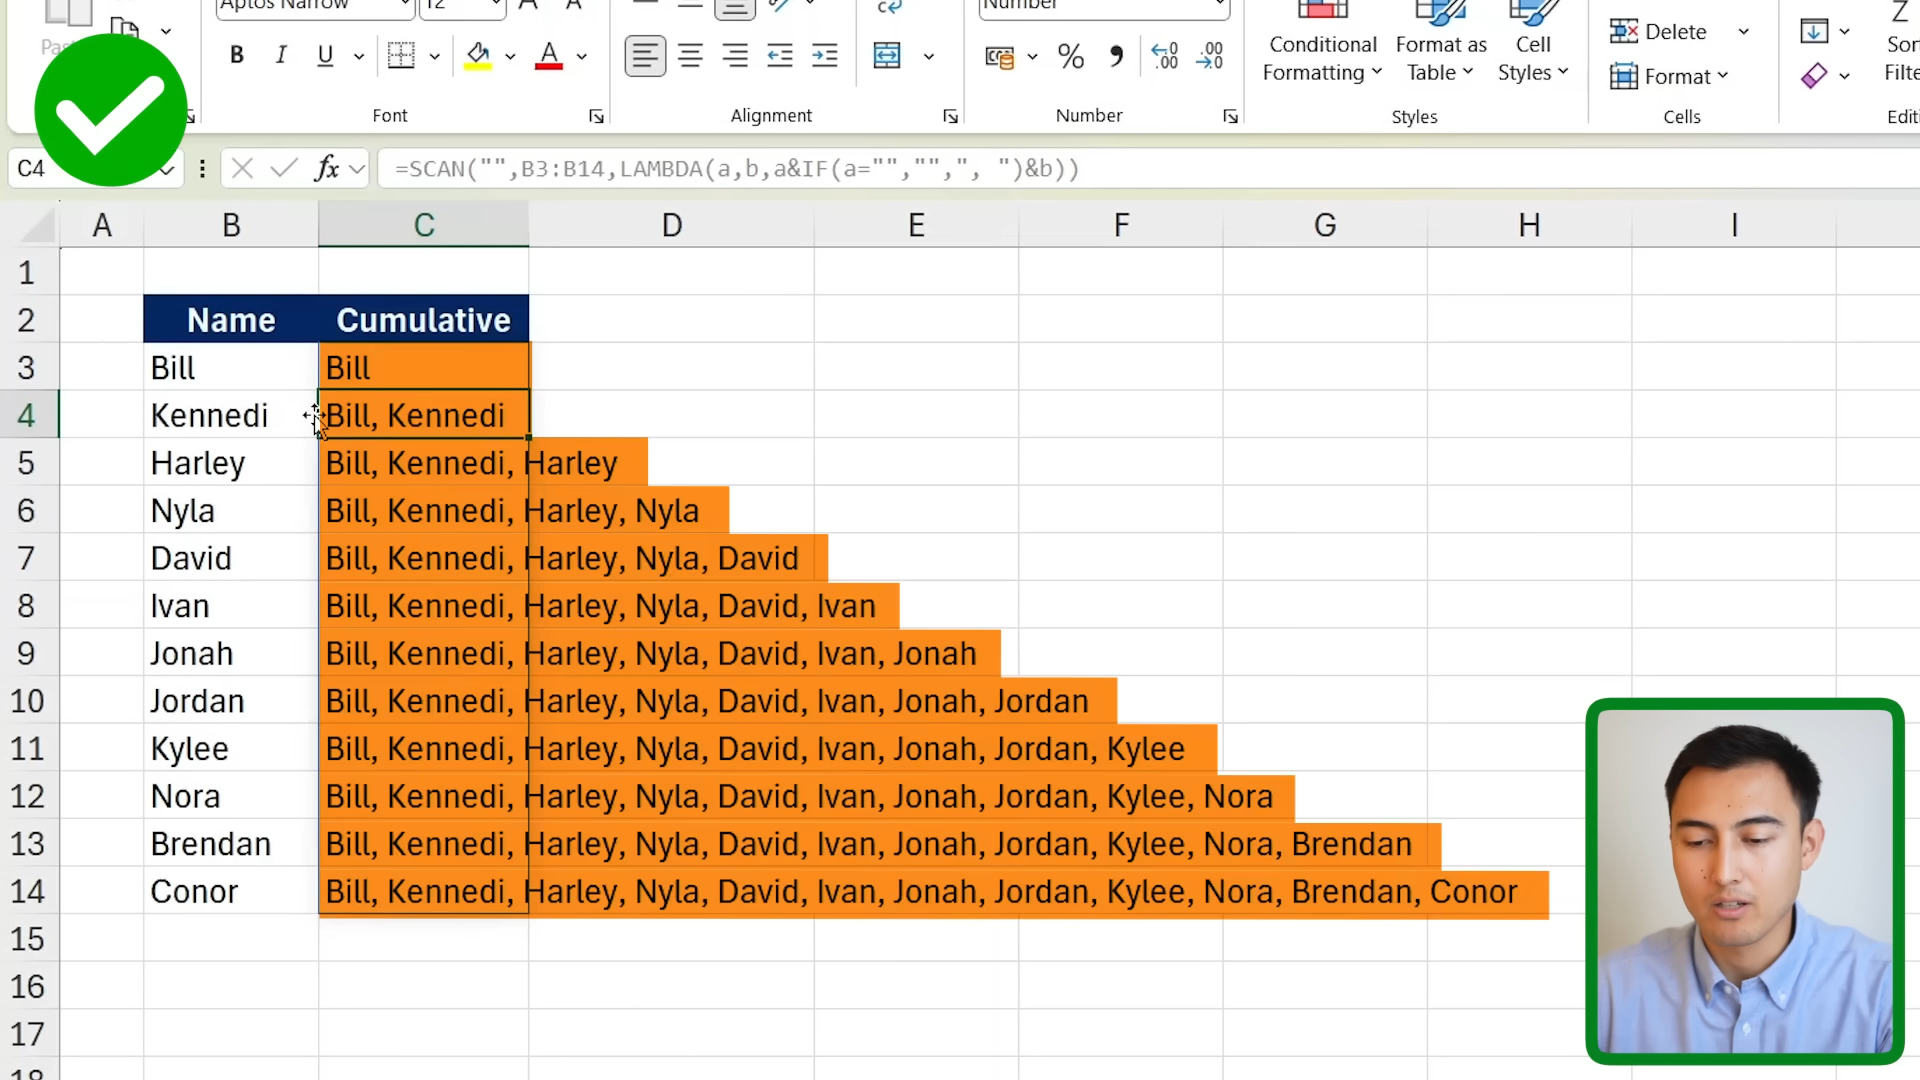 Aptos Narrow 12 A A Number
B I U A % , .00 Conditional Formatting Format as Table Cell Styles Delete Format
Font Alignment Number Styles Cells
C4 fx =SCAN("",B3:B14,LAMBDA(a,b,a&IF(a="","",", ")&b))
A B C D E F G H I
1
2 Name Cumulative
3 Bill Bill
4 Kennedi Bill, Kennedi
5 Harley Bill, Kennedi, Harley
6 Nyla Bill, Kennedi, Harley, Nyla
7 David Bill, Kennedi, Harley, Nyla, David
8 Ivan Bill, Kennedi, Harley, Nyla, David, Ivan
9 Jonah Bill, Kennedi, Harley, Nyla, David, Ivan, Jonah
10 Jordan Bill, Kennedi, Harley, Nyla, David, Ivan, Jonah, Jordan
11 Kylee Bill, Kennedi, Harley, Nyla, David, Ivan, Jonah, Jordan, Kylee
12 Nora Bill, Kennedi, Harley, Nyla, David, Ivan, Jonah, Jordan, Kylee, Nora
13 Brendan Bill, Kennedi, Harley, Nyla, David, Ivan, Jonah, Jordan, Kylee, Nora, Brendan
14 Conor Bill, Kennedi, Harley, Nyla, David, Ivan, Jonah, Jordan, Kylee, Nora, Brendan, Conor
15
16
17
18